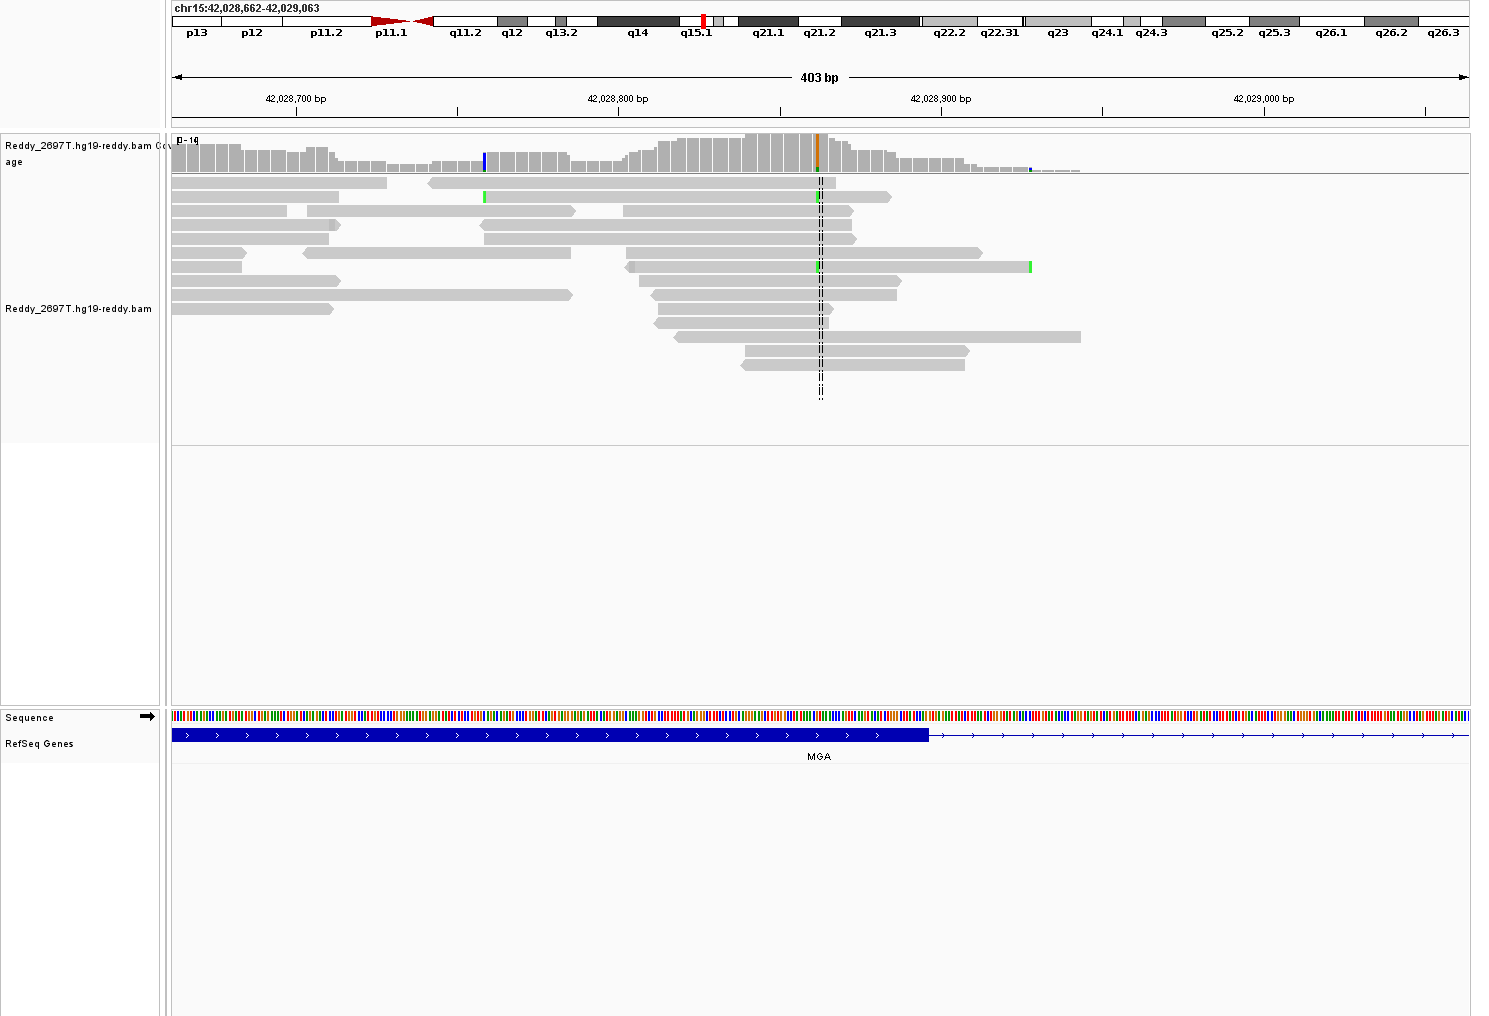 chr15:42,028,662-42,029,063
p13 p12 p11.2 p11.1 q11.2 q12 q13.2 q14 q15.1 q21.1 q21.2 q21.3 q22.2 q22.31 q23 q24.1 q24.3 q25.2 q25.3 q26.1 q26.2 q26.3
403 bp
42,028,700 bp 42,028,800 bp 42,028,900 bp 42,029,000 bp
Reddy_2697T.hg19-reddy.bam Cov
age
Reddy_2697T.hg19-reddy.bam
Sequence
RefSeq Genes
MGA